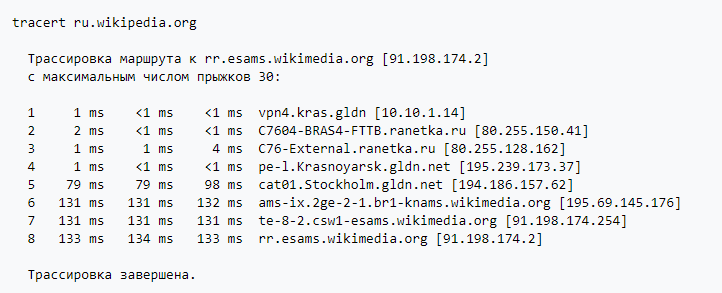 tracert ru.wikipedia.org
Трассировка маршрута к rr.esams.wikimedia.org [91.198.174.2]
с максимальным числом прыжков 30:
1 1 ms <1 ms <1 ms vpn4.kras.gldn [10.10.1.14]
2 2 ms <1 ms <1 ms C7604-BRAS4-FTTB.ranetka.ru [80.255.150.41]
3 1 ms 1 ms 4 ms C76-External.ranetka.ru [80.255.128.162]
4 1 ms <1 ms <1 ms pe-l.Krasnoyarsk.gldn.net [195.239.173.37]
5 79 ms 79 ms 98 ms cat01.Stockholm.gldn.net [194.186.157.62]
6 131 ms 131 ms 132 ms ams-ix.2ge-2-1.br1-knams.wikimedia.org [195.69.145.176]
7 131 ms 131 ms 131 ms te-8-2.csw1-esams.wikimedia.org [91.198.174.254]
8 133 ms 134 ms 133 ms rr.esams.wikimedia.org [91.198.174.2]
Трассировка завершена.